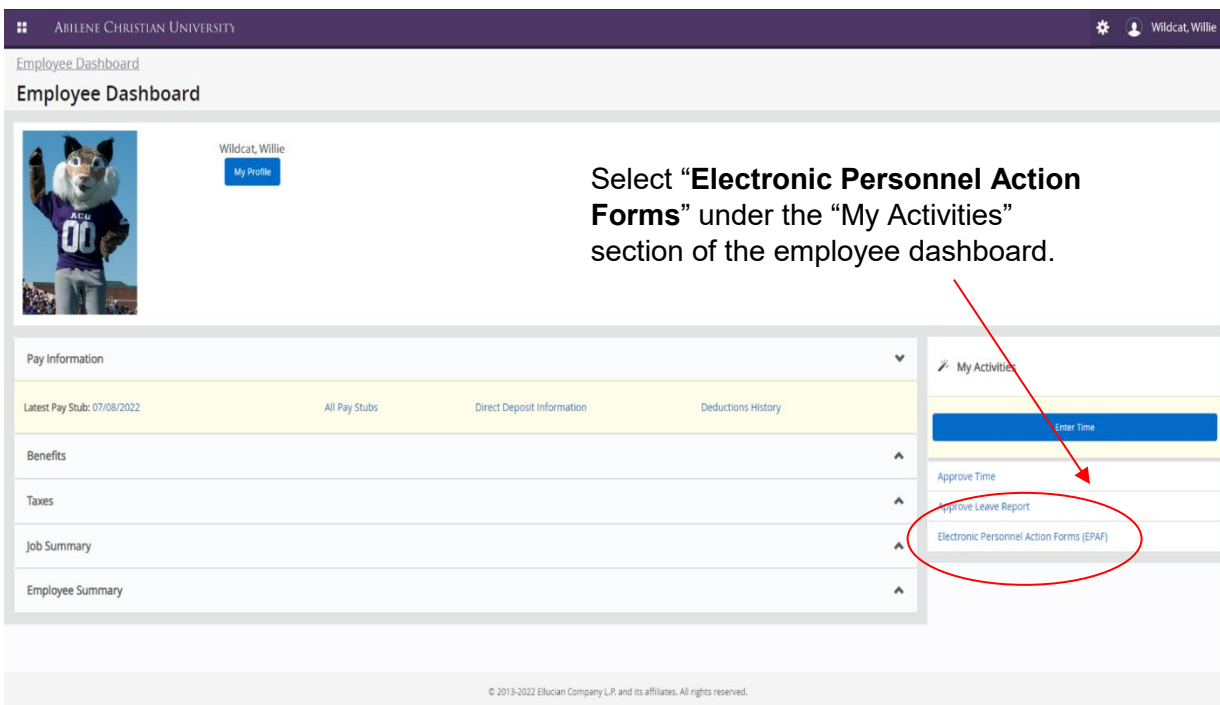 ABILENE CHRISTIAN UNIVERSITY
Wildcat, Willie
Employee Dashboard
Employee Dashboard
Wildcat, Willie
My Profile
ACU
00
Select “Electronic Personnel Action
Forms” under the “My Activities”
section of the employee dashboard.
Pay Information
Latest Pay Stub: 07/08/2022 All Pay Stubs Direct Deposit Information Deductions History
Benefits
Taxes
Job Summary
Employee Summary
My Activities
Enter Time
Approve Time
Approve Leave Report
Electronic Personnel Action Forms (EPAF)
© 2013-2022 Ellucian Company L.P. and its affiliates. All rights reserved.